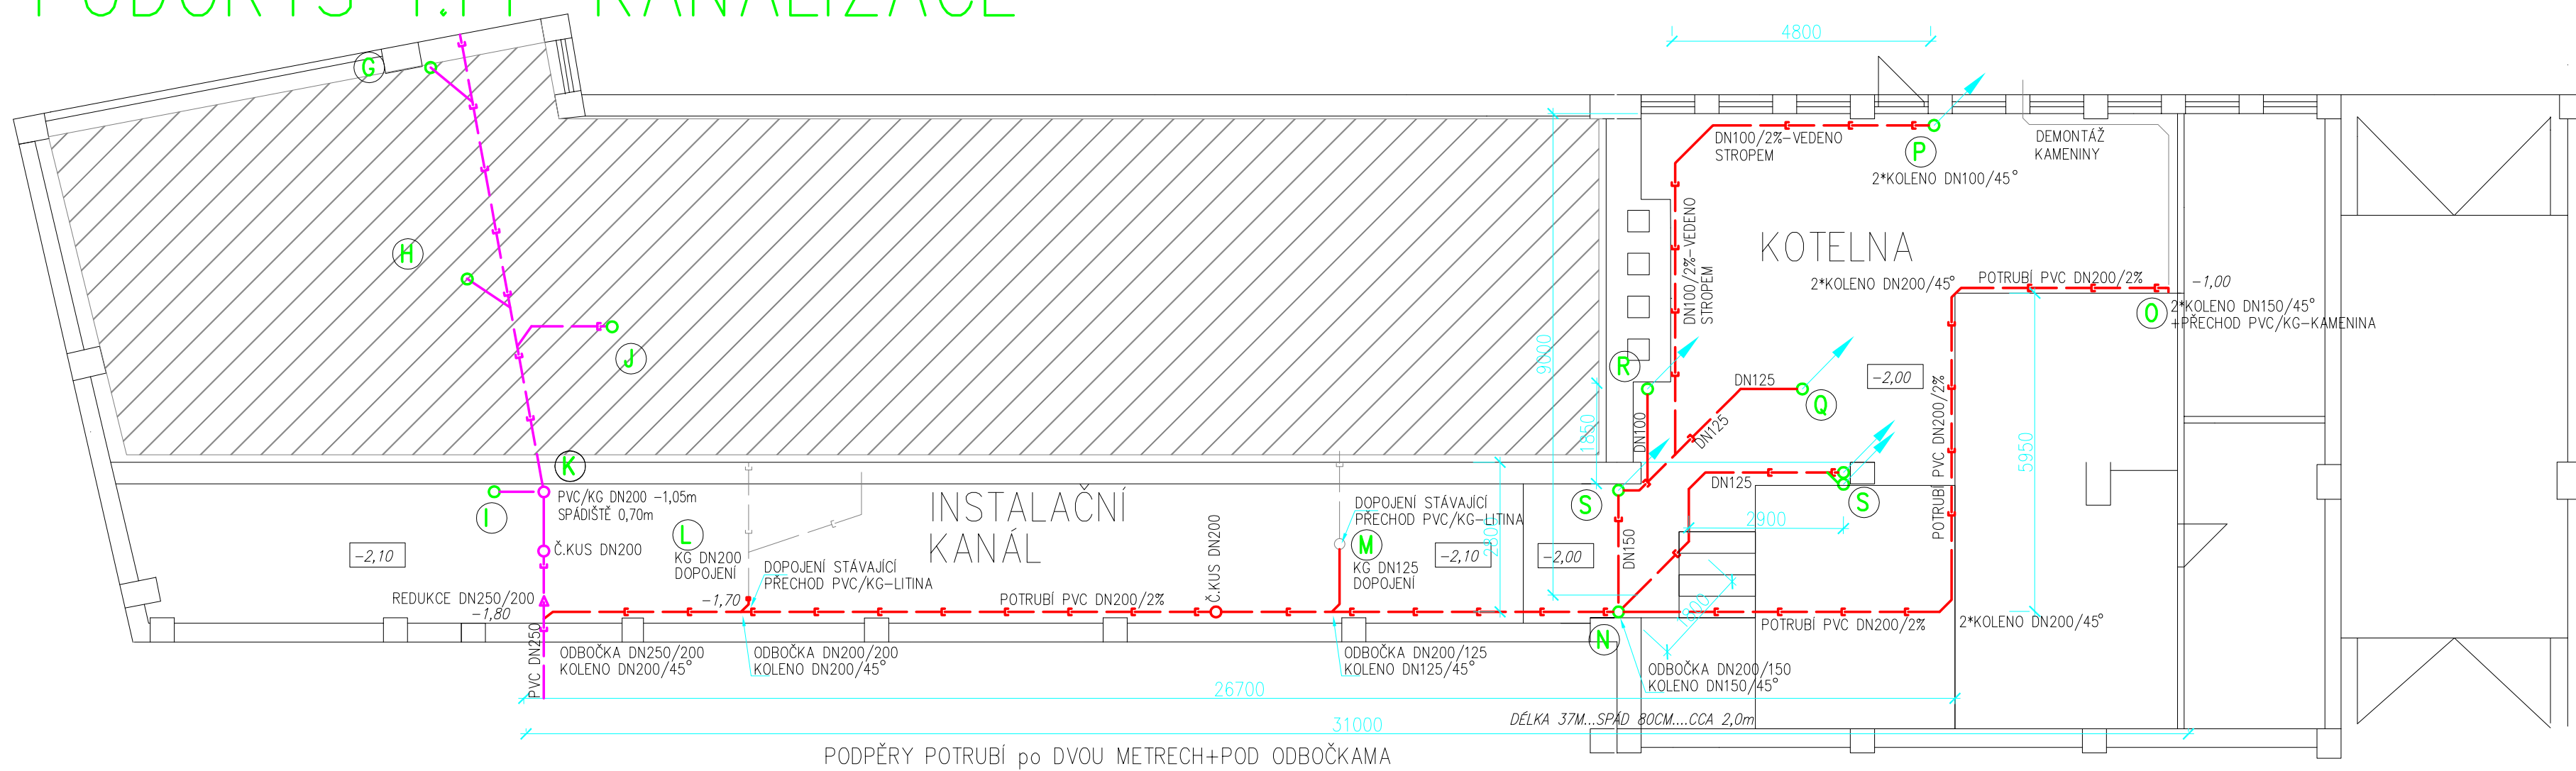 PŮDORYS 1.PP KANALIZACE
4800
G
DN100/2%-VEDENO
STROPEM
P
DEMONTÁŽ
KAMENINY
2*KOLENO DN100/45°
DN100/2%-VEDENO
STROPEM
KOTELNA
H
2*KOLENO DN200/45°
POTRUBÍ PVC DN200/2%
-1,00
O
2*KOLENO DN150/45°
+PŘECHOD PVC/KG-KAMENINA
J
9000
R
DN125
-2,00
Q
1850
DN100
DN125
POTRUBÍ PVC DN200/2%
5950
K
PVC/KG DN200 -1,05m
SPÁDIŠTĚ 0,70m
I
INSTALAČNÍ
KANÁL
DOPOJENÍ STÁVAJÍCÍ
PŘECHOD PVC/KG-LITINA
S
DN125
S
2900
L
KG DN200
DOPOJENÍ
Č.KUS DN200
-2,10
DOPOJENÍ STÁVAJÍCÍ
PŘECHOD PVC/KG-LITINA
Č.KUS DN200
M
KG DN125
DOPOJENÍ
-2,10
2800
-2,00
DN150
REDUKCE DN250/200
-1,80
-1,70
POTRUBÍ PVC DN200/2%
1800
N
POTRUBÍ PVC DN200/2%
2*KOLENO DN200/45°
PVC DN250
ODBOČKA DN250/200
KOLENO DN200/45°
ODBOČKA DN200/200
KOLENO DN200/45°
ODBOČKA DN200/125
KOLENO DN125/45°
ODBOČKA DN200/150
KOLENO DN150/45°
26700
31000
DÉLKA 37M...SPÁD 80CM....CCA 2,0m
PODPĚRY POTRUBÍ po DVOU METRECH+POD ODBOČKAMA